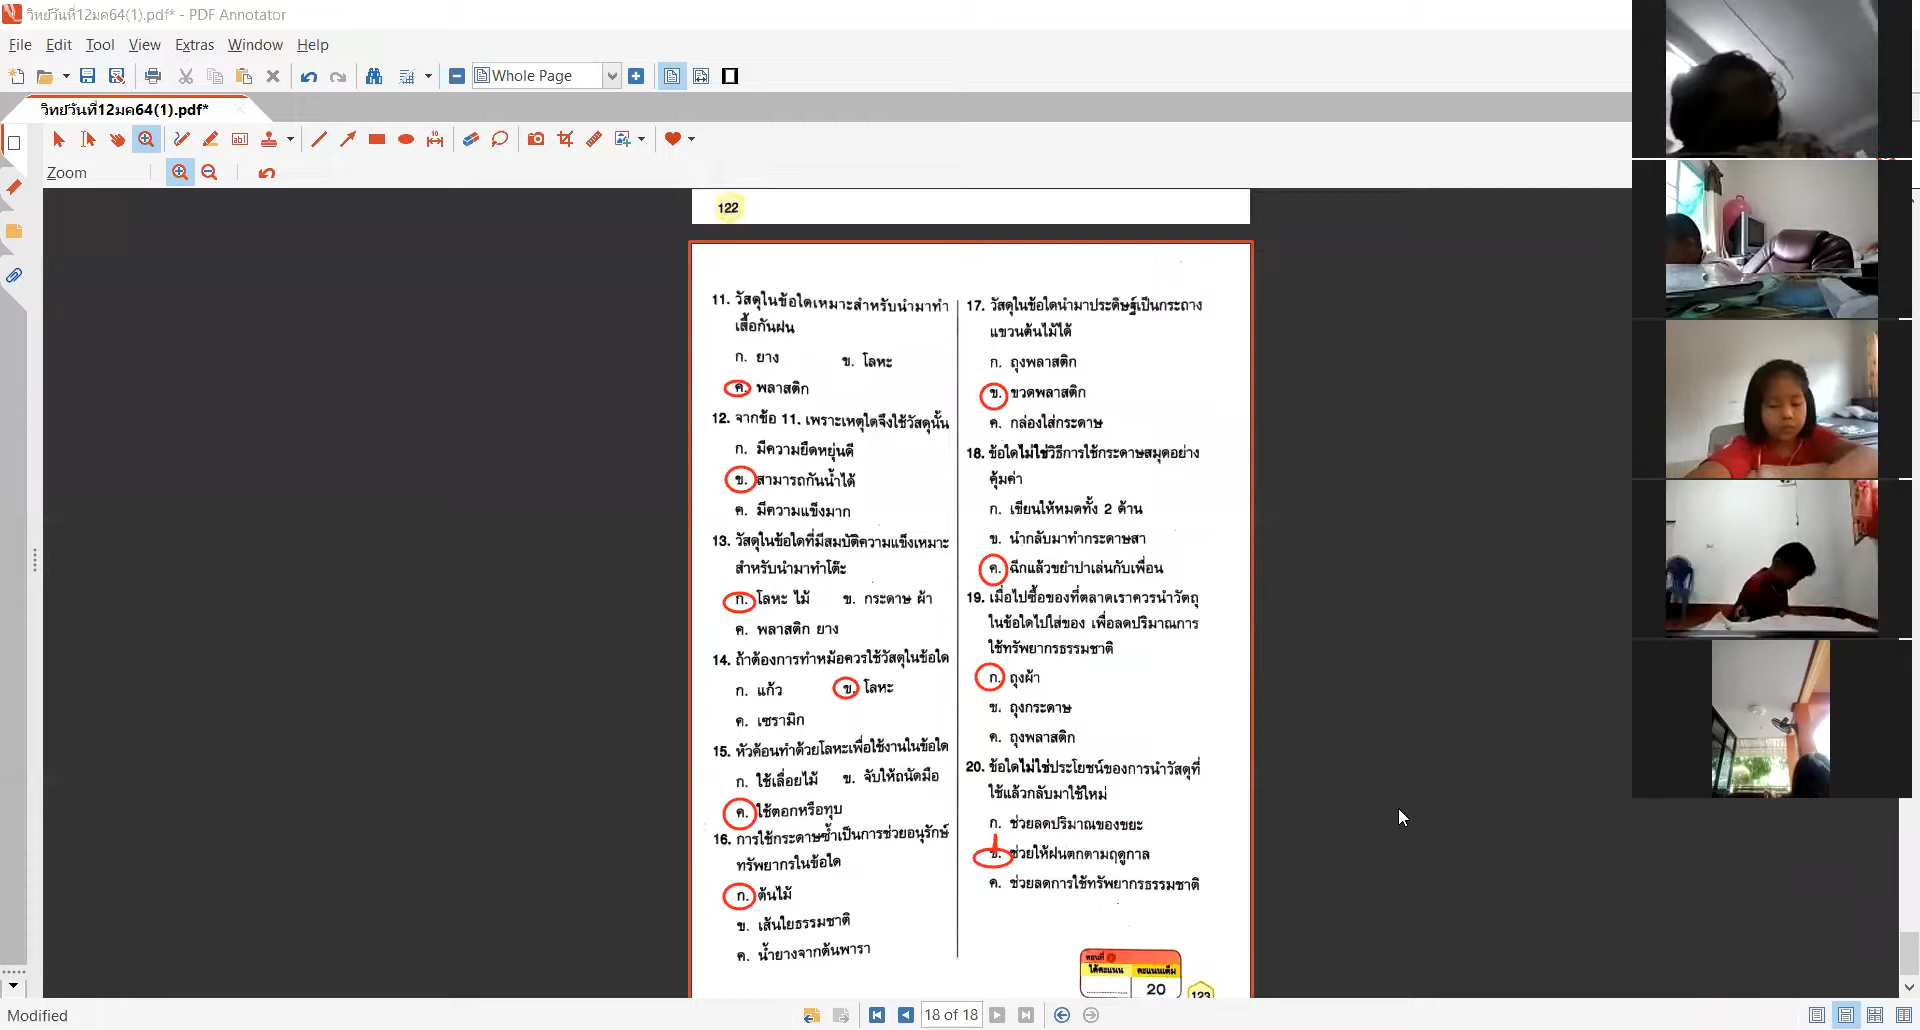 วิทย์วันที่12มค64(1).pdf* - PDF Annotator
File Edit Tool View Extras Window Help
Whole Page
วิทย์วันที่12มค64(1).pdf*
Zoom
122
11. วัสดุในข้อใดเหมาะสำหรับนำมาทำ
เสื้อกันฝน
ก. ยาง ข. โลหะ
ค. พลาสติก
12. จากข้อ 11. เพราะเหตุใดจึงใช้วัสดุนั้น
ก. มีความยืดหยุ่นดี
ข. สามารถกันน้ำได้
ค. มีความแข็งมาก
13. วัสดุในข้อใดที่มีสมบัติความแข็งเหมาะ
สำหรับนำมาทำโต๊ะ
ก. โลหะ ไม้ ข. กระดาษ ผ้า
ค. พลาสติก ยาง
14. ถ้าต้องการทำหม้อควรใช้วัสดุในข้อใด
ก. แก้ว ข. โลหะ
ค. เซรามิก
15. หัวค้อนทำด้วยโลหะเพื่อใช้งานในข้อใด
ก. ใช้เลื่อยไม้ ข. จับให้ถนัดมือ
ค. ใช้ตอกหรือทุบ
16. การใช้กระดาษซ้ำเป็นการช่วยอนุรักษ์
ทรัพยากรในข้อใด
ก. ต้นไม้
ข. เส้นใยธรรมชาติ
ค. น้ำยางจากต้นพารา
17. วัสดุในข้อใดนำมาประดิษฐ์เป็นกระถาง
แขวนต้นไม้ได้
ก. ถุงพลาสติก
ข. ขวดพลาสติก
ค. กล่องใส่กระดาษ
18. ข้อใดไม่ใช่วิธีการใช้กระดาษสมุดอย่าง
คุ้มค่า
ก. เขียนให้หมดทั้ง 2 ด้าน
ข. นำกลับมาทำกระดาษสา
ค. ฉีกแล้วขยำปาเล่นกับเพื่อน
19. เมื่อไปซื้อของที่ตลาดเราควรนำวัตถุ
ในข้อใดไปใส่ของ เพื่อลดปริมาณการ
ใช้ทรัพยากรธรรมชาติ
ก. ถุงผ้า
ข. ถุงกระดาษ
ค. ถุงพลาสติก
20. ข้อใดไม่ใช่ประโยชน์ของการนำวัสดุที่
ใช้แล้วกลับมาใช้ใหม่
ก. ช่วยลดปริมาณของขยะ
ข. ช่วยให้ฝนตกตามฤดูกาล
ค. ช่วยลดการใช้ทรัพยากรธรรมชาติ
ตอนที่
ได้คะแนน คะแนนเต็ม
20
123
Modified
18 of 18